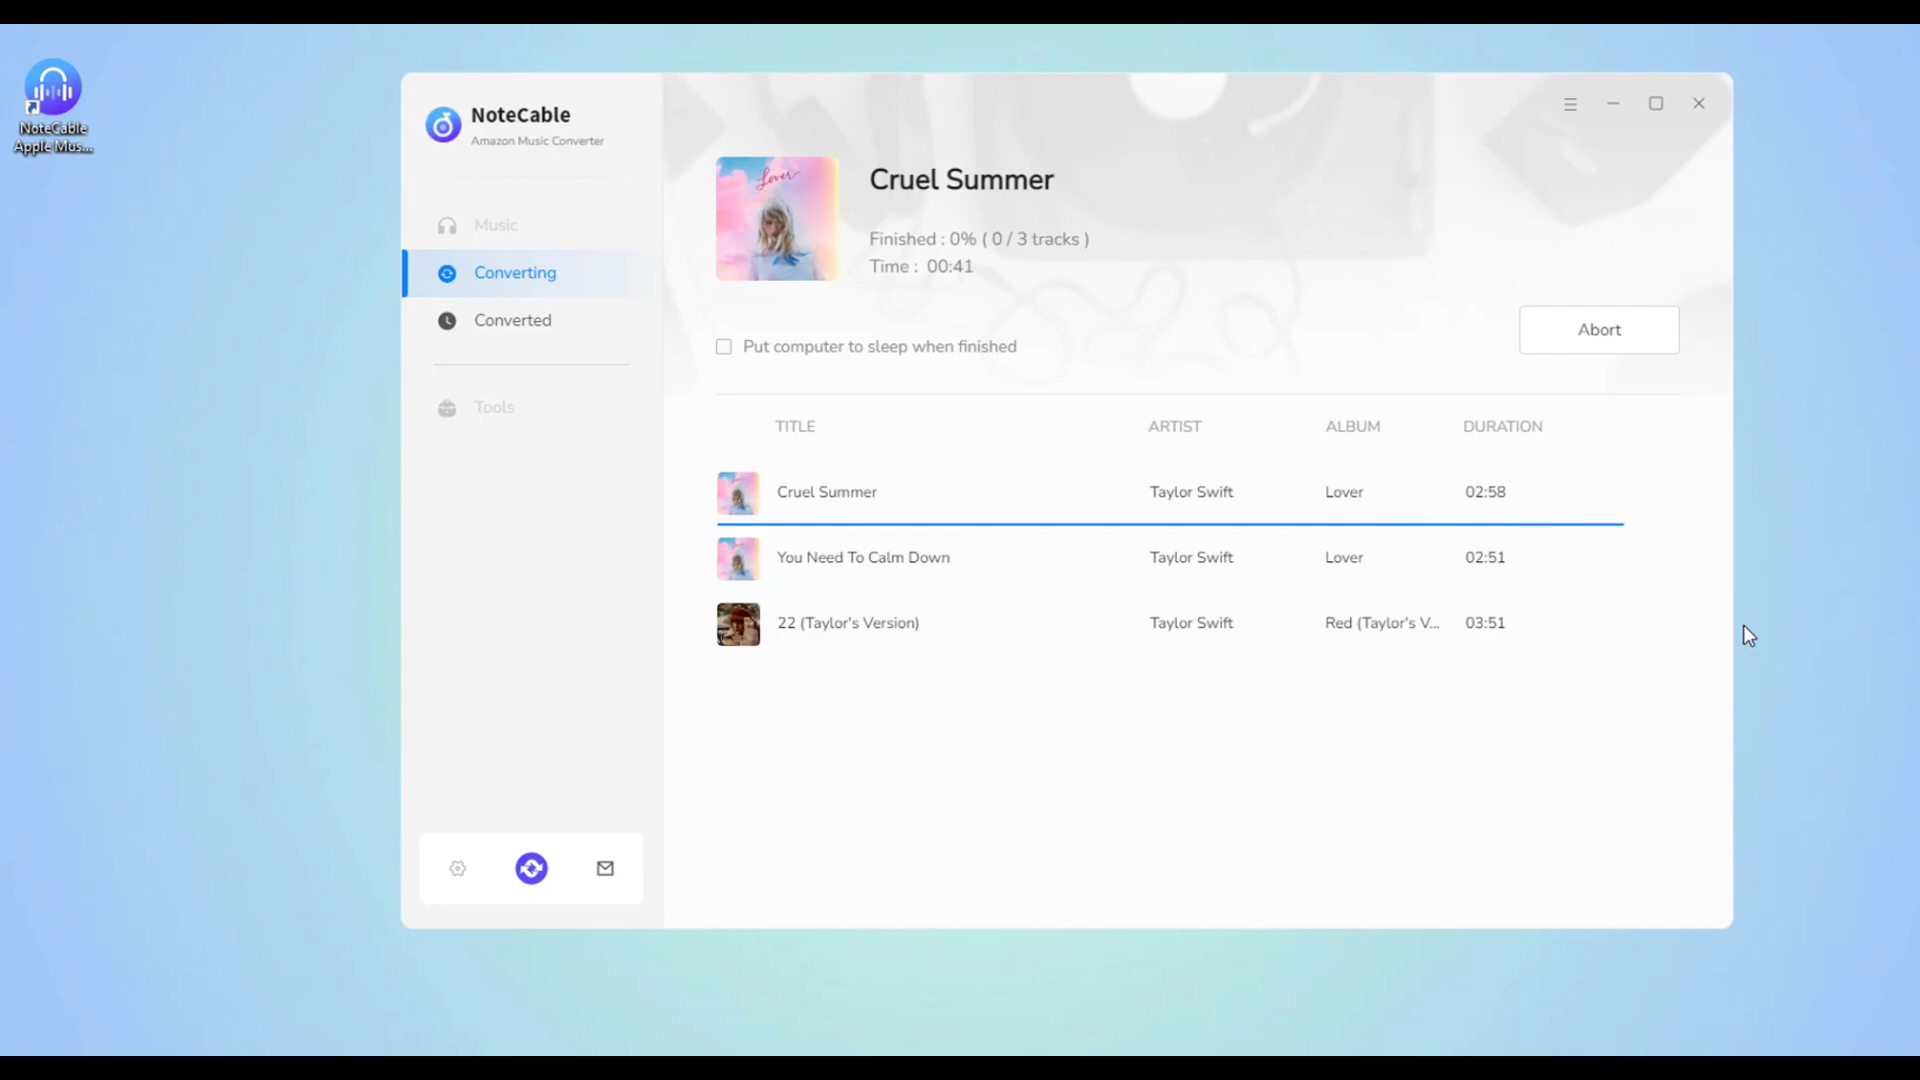 NoteCable
Apple Mus...
NoteCable
Amazon Music Converter
Music
Converting
Converted
Tools
Lover
Cruel Summer
Finished : 0% ( 0 / 3 tracks )
Time : 00:41
Put computer to sleep when finished
Abort
TITLE ARTIST ALBUM DURATION
Cruel Summer Taylor Swift Lover 02:58
You Need To Calm Down Taylor Swift Lover 02:51
22 (Taylor's Version) Taylor Swift Red (Taylor's V... 03:51